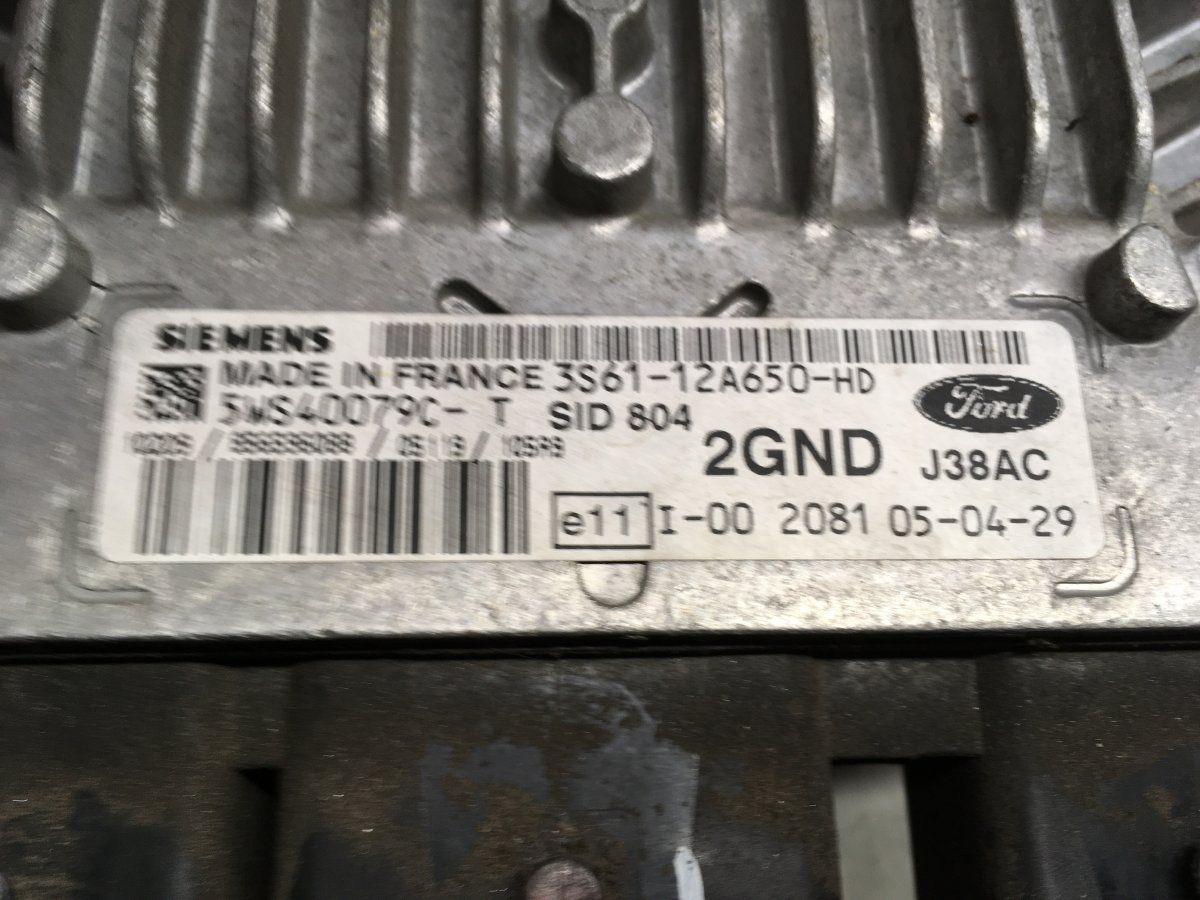 SIEMENS
MADE IN FRANCE 3S61-12A650-HD
5WS40079C- T SID 804
Ford
2GND J38AC
e11 I-00 2081 05-04-29